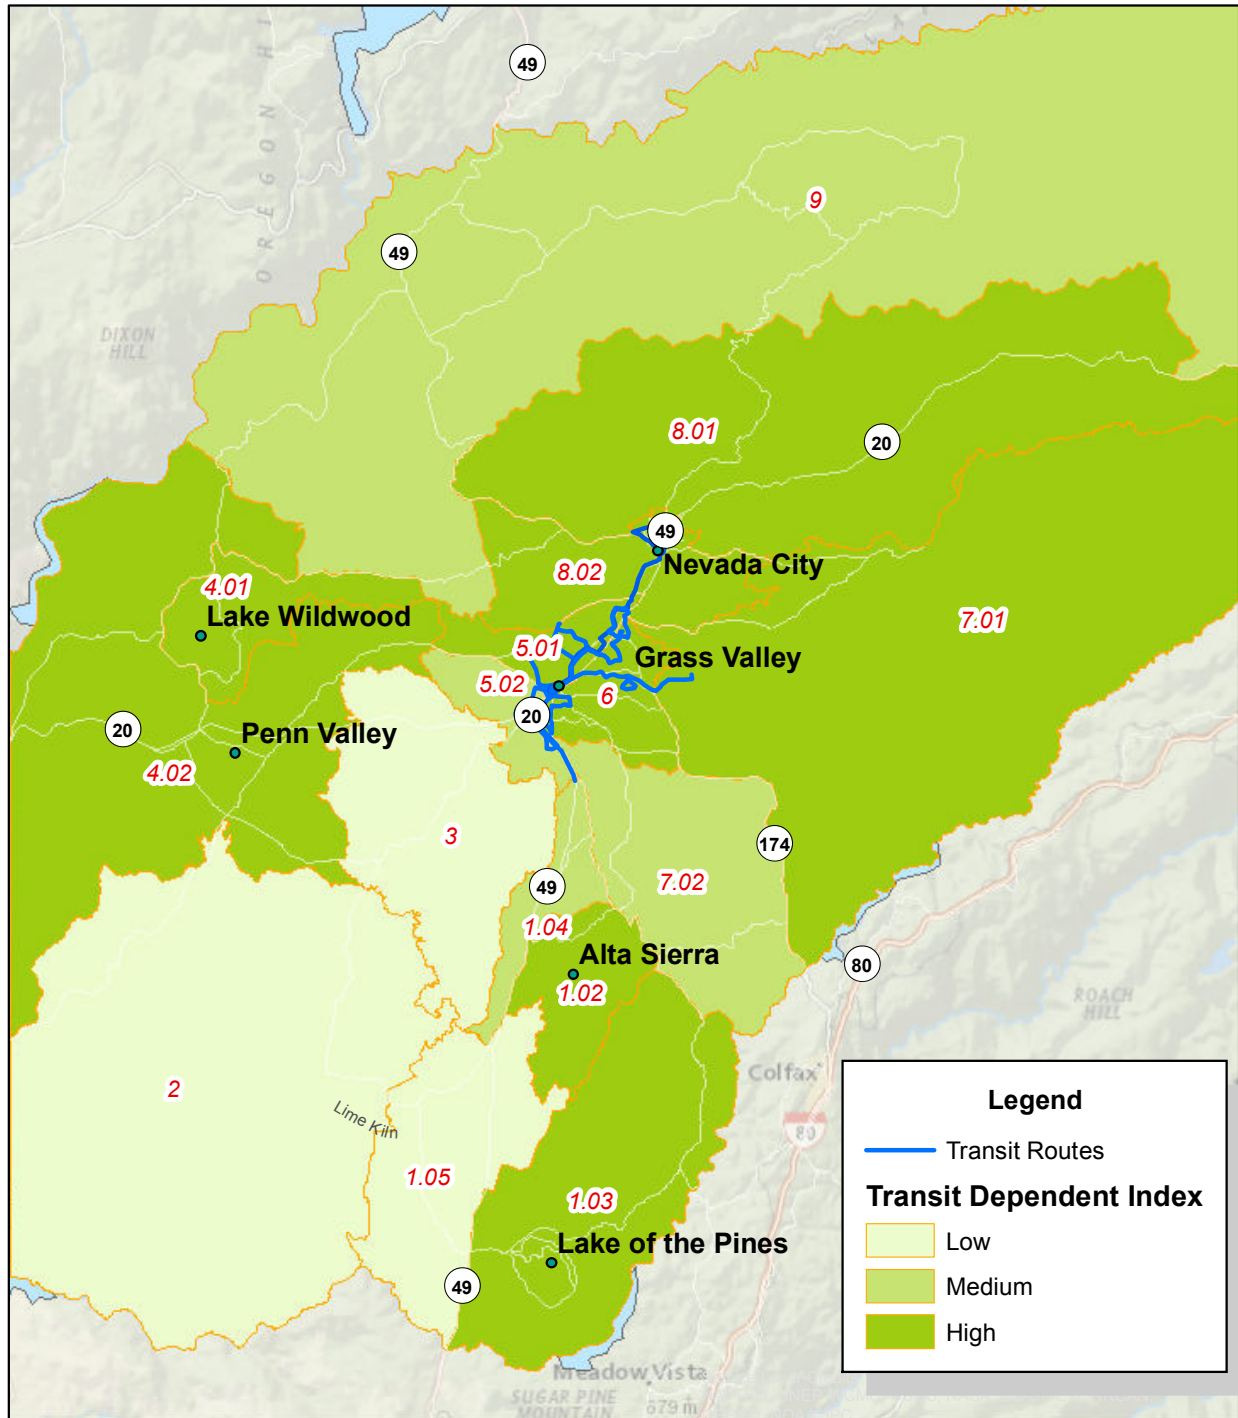 49
OREGON HI
9
49
DIXON
HILL
8.01
20
49
Nevada City
8.02
4.01
Lake Wildwood
7.01
5.01
Grass Valley
5.02
6
20
20
Penn Valley
4.02
3
174
49
7.02
1.04
Alta Sierra
80
1.02
ROACH
HILL
Colfax
2
Lime Kiln
80
1.05
1.03
Lake of the Pines
49
Meadow Vista
SUGAR PINE
MOUNTAIN
679 m
Legend
Transit Routes
Transit Dependent Index
Low
Medium
High